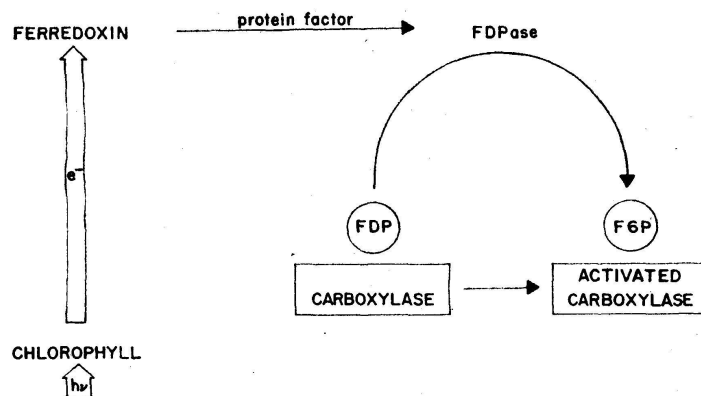 FERREDOXIN
protein factor
FDPase
e⁻
FDP
F6P
CARBOXYLASE
ACTIVATED
CARBOXYLASE
CHLOROPHYLL
hν